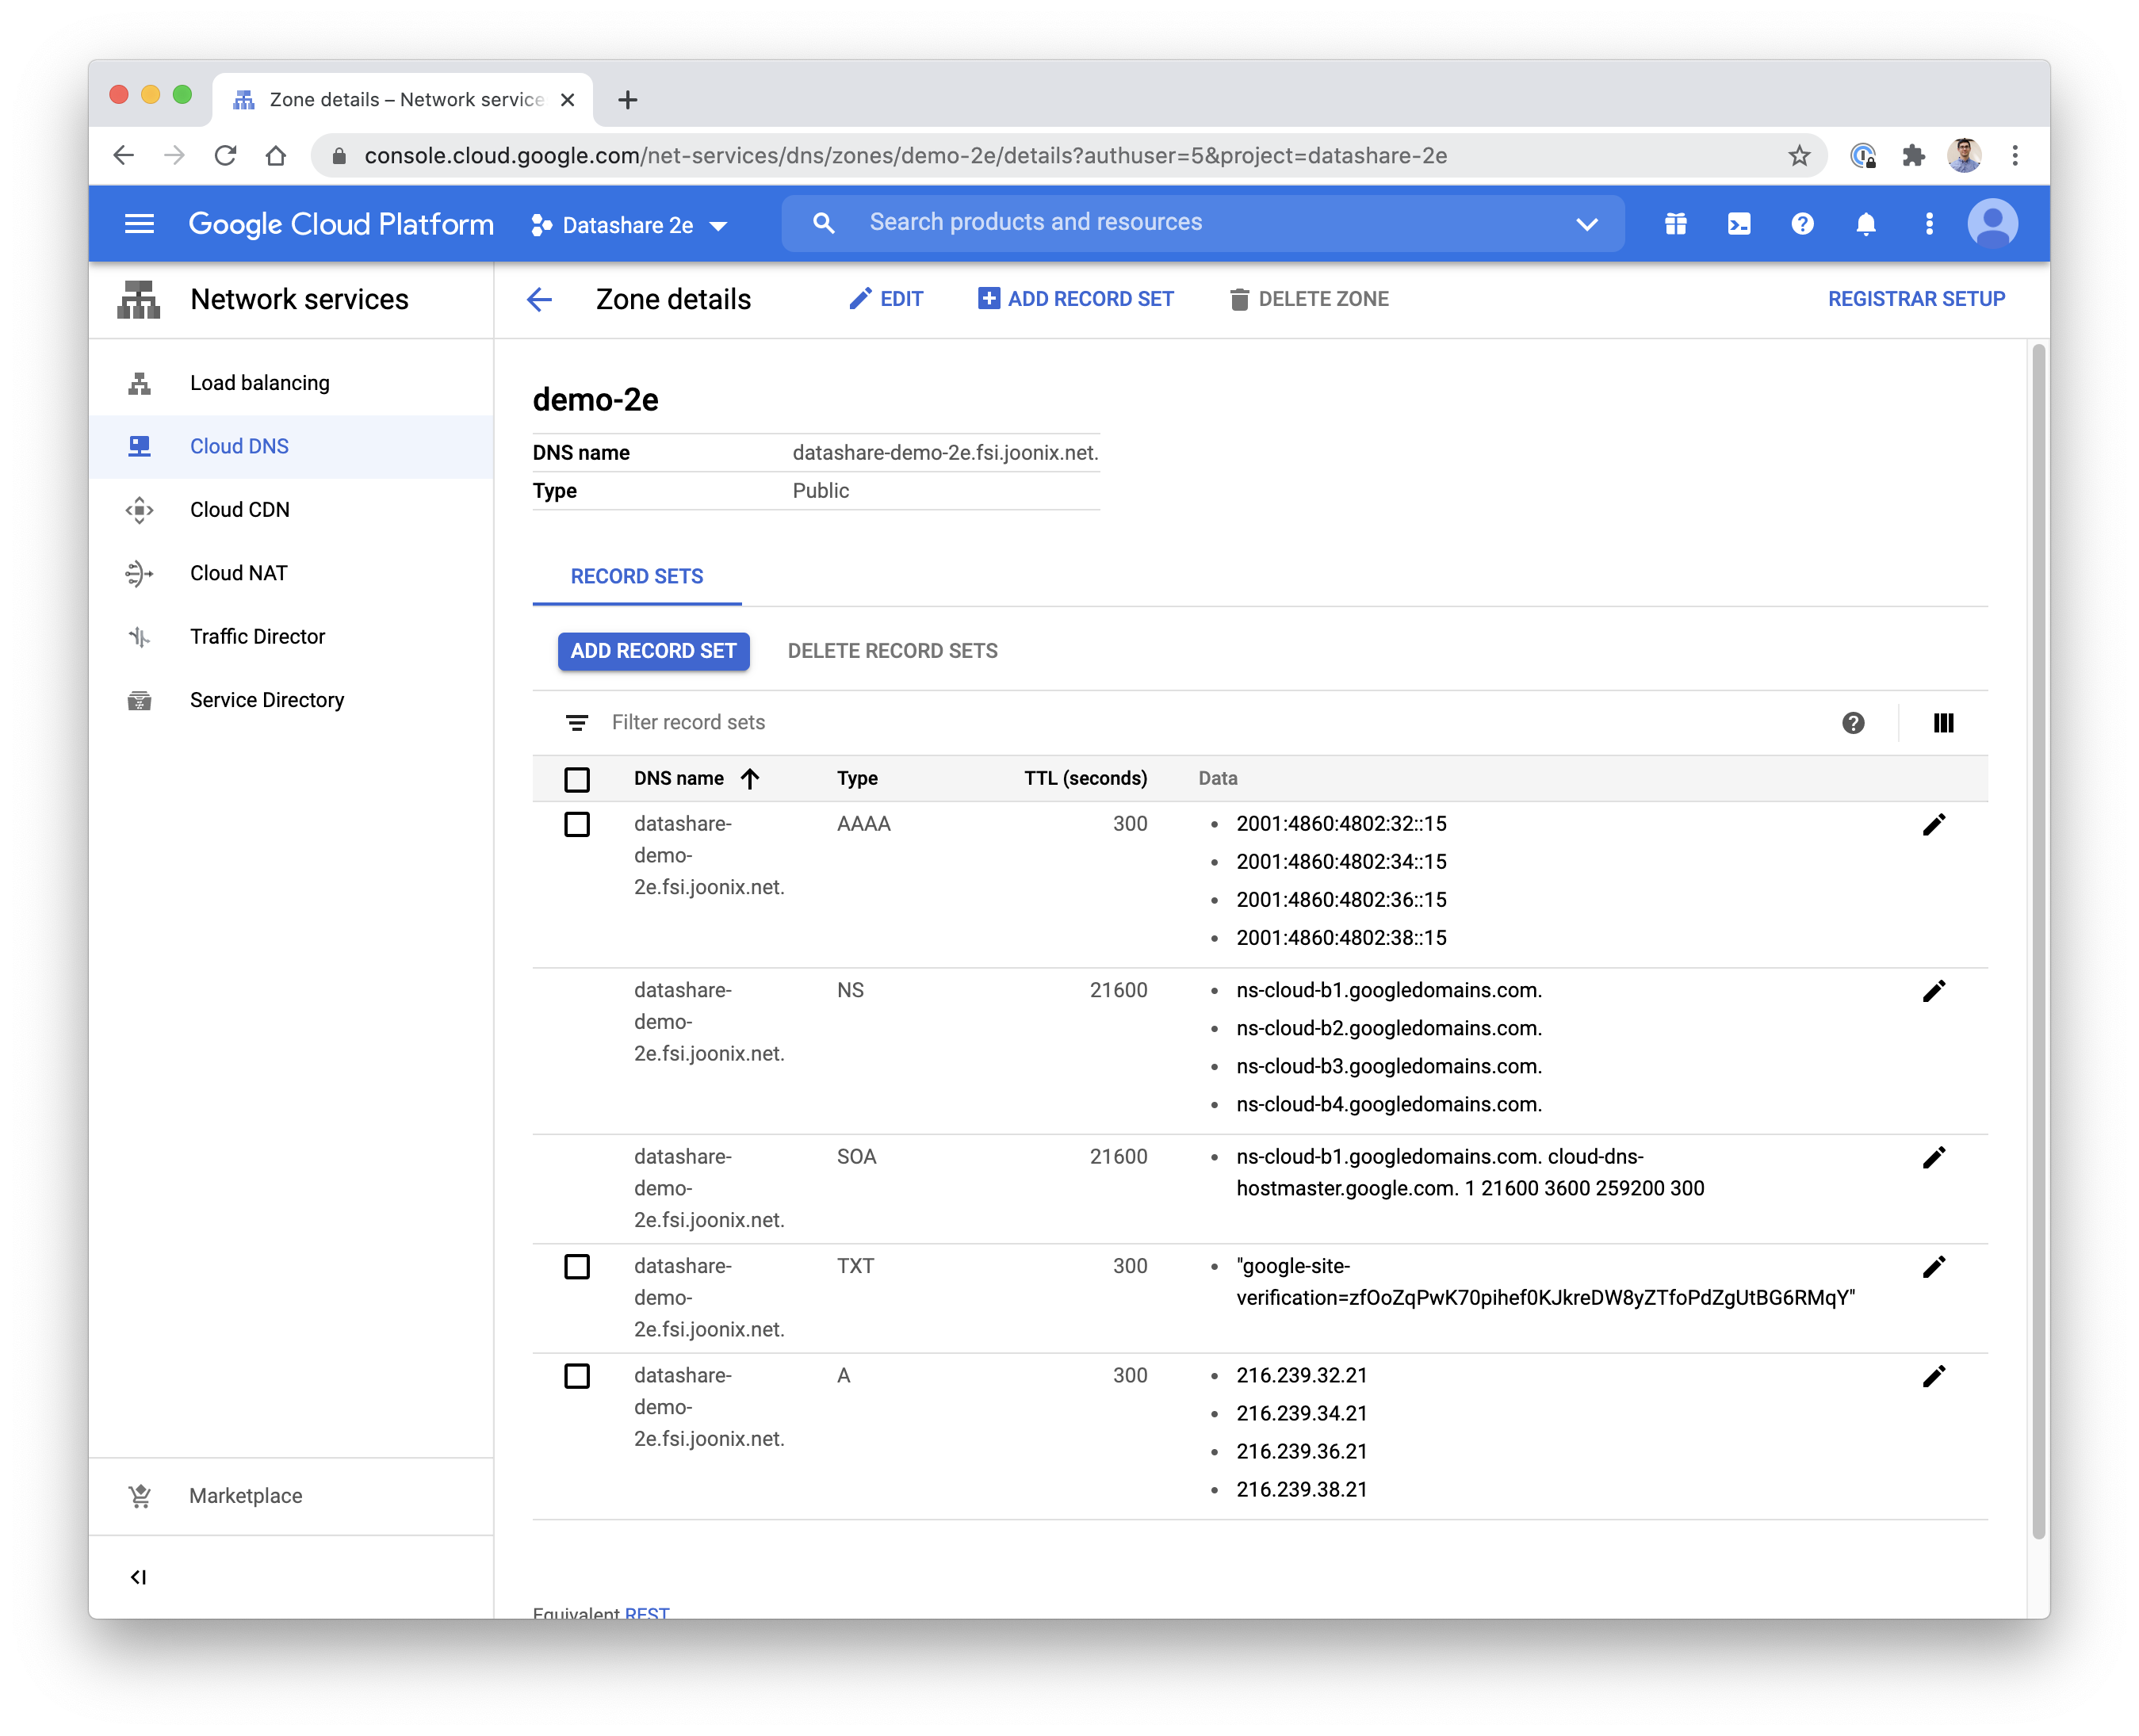 Zone details – Network service
console.cloud.google.com/net-services/dns/zones/demo-2e/details?authuser=5&project=datashare-2e
Google Cloud Platform
Datashare 2e
Search products and resources
Network services
Zone details
EDIT
ADD RECORD SET
DELETE ZONE
REGISTRAR SETUP
Load balancing
Cloud DNS
Cloud CDN
Cloud NAT
Traffic Director
Service Directory
Marketplace
demo-2e
DNS name datashare-demo-2e.fsi.joonix.net.
Type Public
RECORD SETS
ADD RECORD SET DELETE RECORD SETS
Filter record sets
DNS name Type TTL (seconds) Data
datashare- AAAA 300 • 2001:4860:4802:32::15
demo- • 2001:4860:4802:34::15
2e.fsi.joonix.net. • 2001:4860:4802:36::15
• 2001:4860:4802:38::15
datashare- NS 21600 • ns-cloud-b1.googledomains.com.
demo- • ns-cloud-b2.googledomains.com.
2e.fsi.joonix.net. • ns-cloud-b3.googledomains.com.
• ns-cloud-b4.googledomains.com.
datashare- SOA 21600 • ns-cloud-b1.googledomains.com. cloud-dns-
demo- hostmaster.google.com. 1 21600 3600 259200 300
2e.fsi.joonix.net.
datashare- TXT 300 • "google-site-
demo- verification=zfOoZqPwK70pihef0KJkreDW8yZTfoPdZgUtBG6RMqY"
2e.fsi.joonix.net.
datashare- A 300 • 216.239.32.21
demo- • 216.239.34.21
2e.fsi.joonix.net. • 216.239.36.21
• 216.239.38.21
Equivalent REST